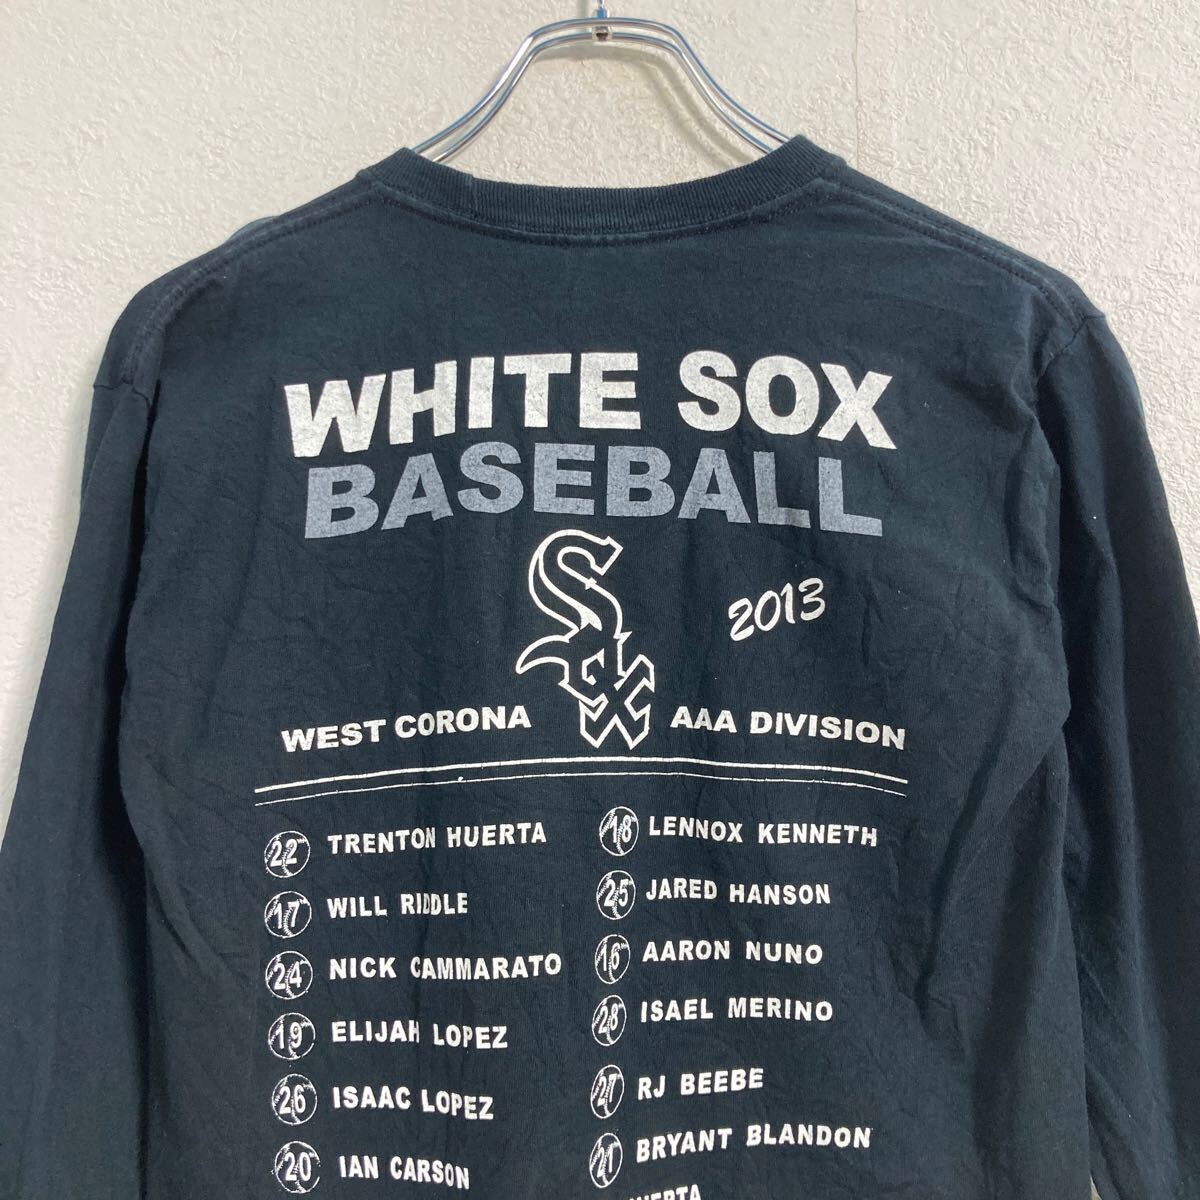 WHITE SOX
BASEBALL
Sox
2013
WEST CORONA
AAA DIVISION
22 TRENTON HUERTA
17 WILL RIDDLE
24 NICK CAMMARATO
19 ELIJAH LOPEZ
26 ISAAC LOPEZ
20 IAN CARSON
18 LENNOX KENNETH
25 JARED HANSON
16 AARON NUNO
28 ISAEL MERINO
27 RJ BEEBE
21 BRYANT BLANDON